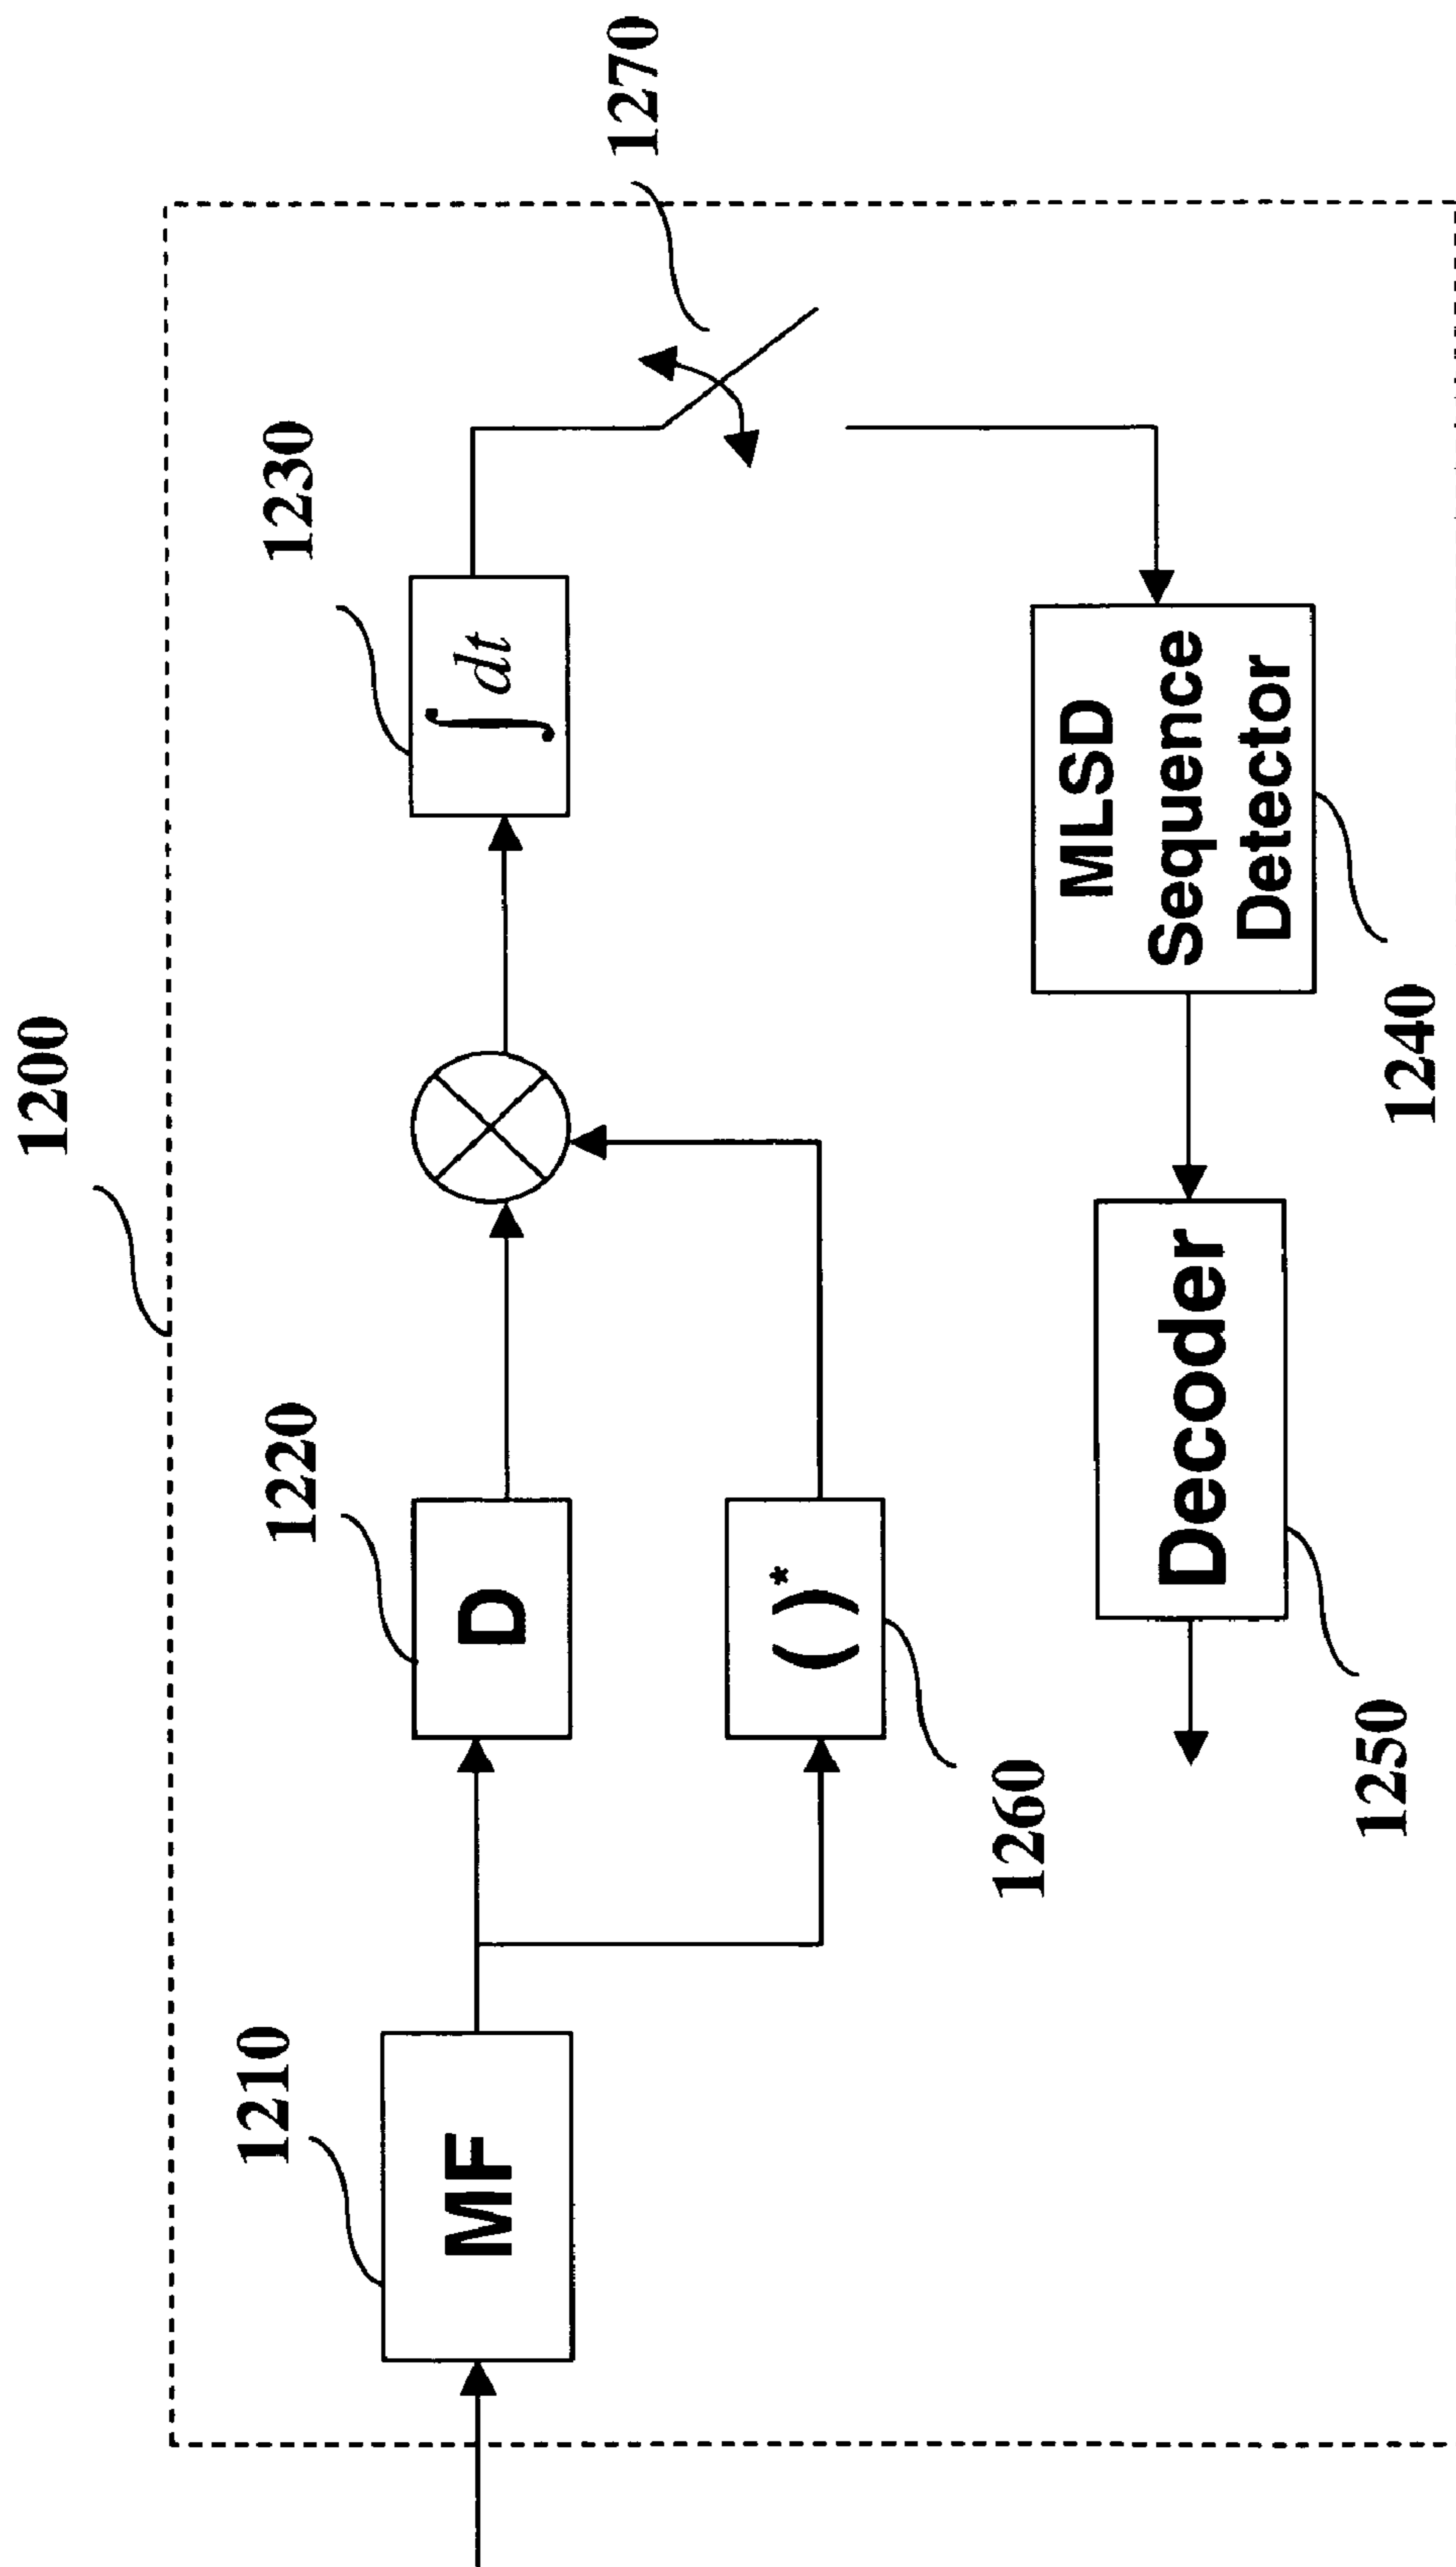 1200
1210
MF
1220
D
1230
∫ dt
1270
( )*
1260
Decoder
1250
MLSD
Sequence
Detector
1240